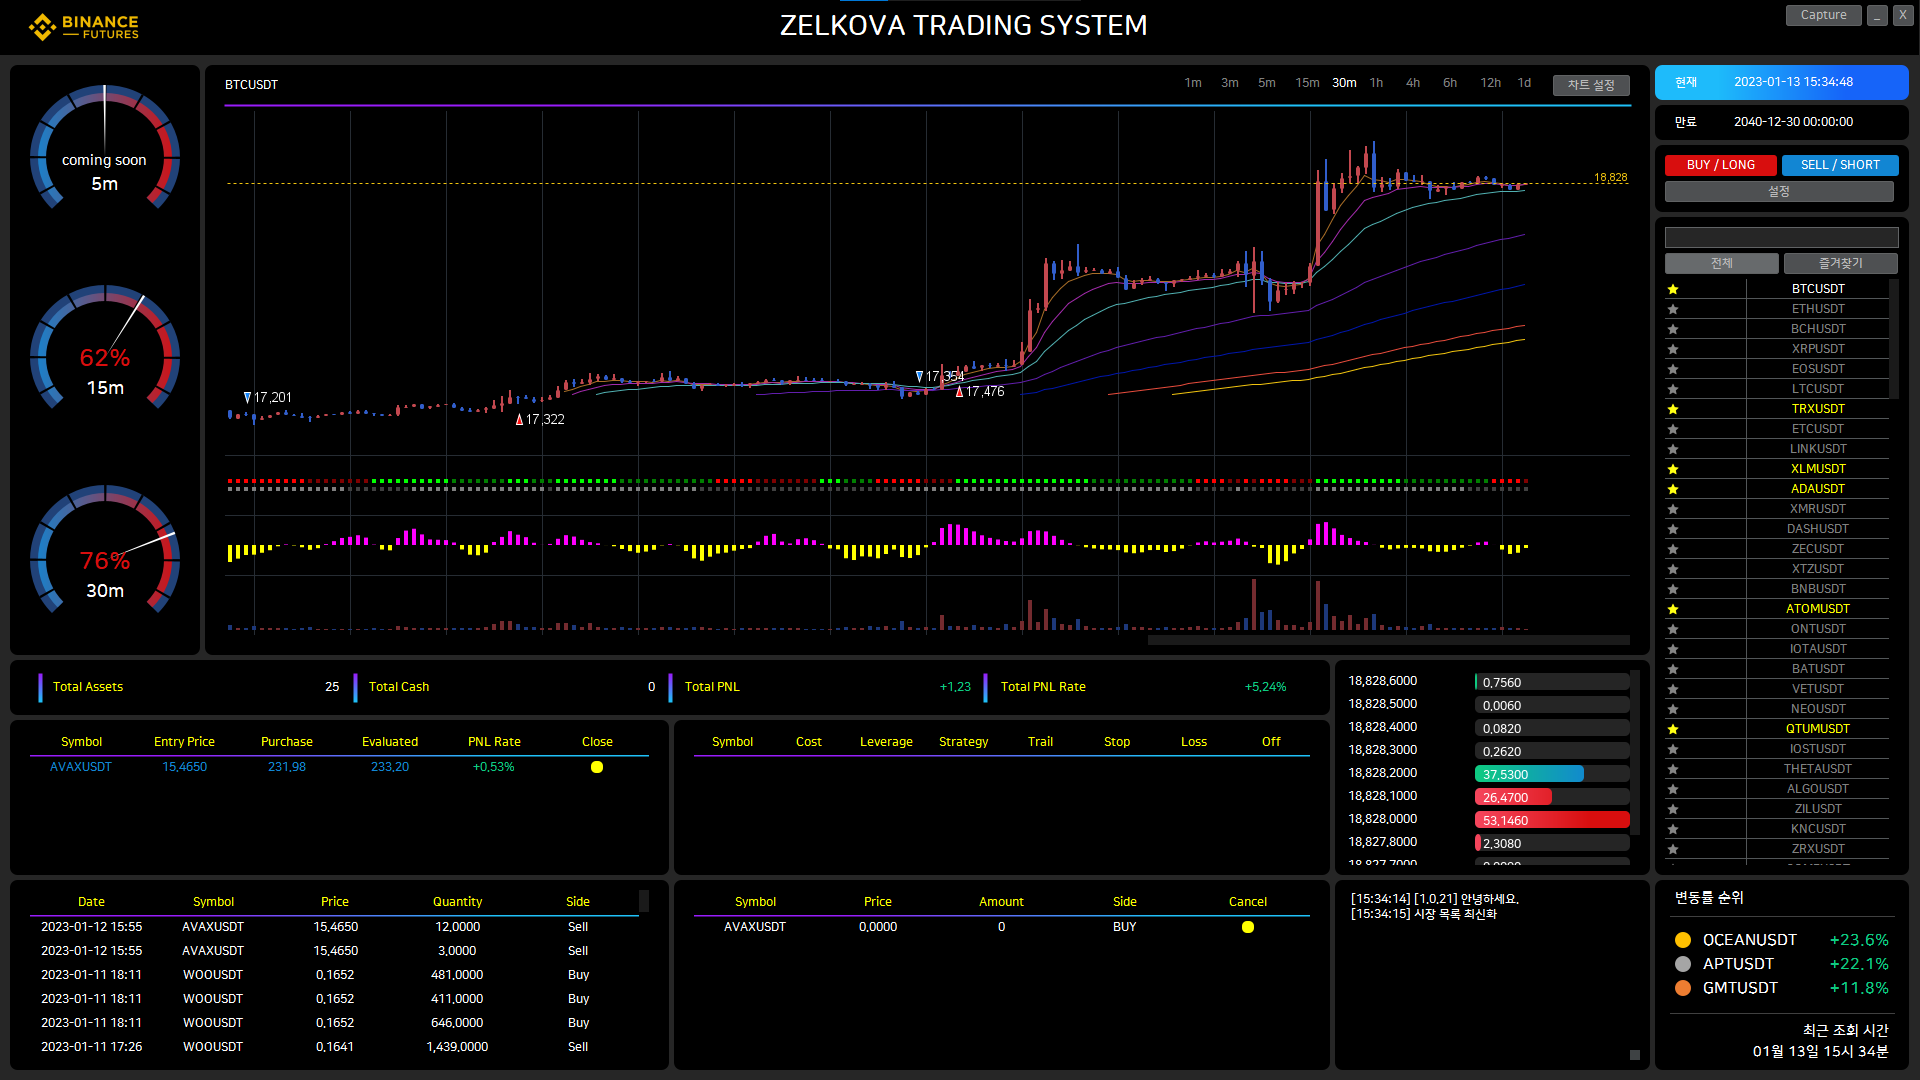 BINANCE
FUTURES
ZELKOVA TRADING SYSTEM
Capture _ X
coming soon
5m
62%
15m
76%
30m
BTCUSDT 1m 3m 5m 15m 30m 1h 4h 6h 12h 1d 차트 설정
18,828
17,201
17,322
17,354
17,476
현재 2023-01-13 15:34:48
만료 2040-12-30 00:00:00
BUY / LONG SELL / SHORT
설정
전체 즐겨찾기
BTCUSDT
ETHUSDT
BCHUSDT
XRPUSDT
EOSUSDT
LTCUSDT
TRXUSDT
ETCUSDT
LINKUSDT
XLMUSDT
ADAUSDT
XMRUSDT
DASHUSDT
ZECUSDT
XTZUSDT
BNBUSDT
ATOMUSDT
ONTUSDT
IOTAUSDT
BATUSDT
VETUSDT
NEOUSDT
QTUMUSDT
IOSTUSDT
THETAUSDT
ALGOUSDT
ZILUSDT
KNCUSDT
ZRXUSDT
Total Assets 25 Total Cash 0 Total PNL +1.23 Total PNL Rate +5.24%
Symbol Entry Price Purchase Evaluated PNL Rate Close
AVAXUSDT 15.4650 231.98 233.20 +0.53%
Symbol Cost Leverage Strategy Trail Stop Loss Off
18,828.6000 0.7560
18,828.5000 0.0060
18,828.4000 0.0820
18,828.3000 0.2620
18,828.2000 37.5300
18,828.1000 26.4700
18,828.0000 53.1460
18,827.8000 2.3080
Date Symbol Price Quantity Side
2023-01-12 15:55 AVAXUSDT 15.4650 12.0000 Sell
2023-01-12 15:55 AVAXUSDT 15.4650 3.0000 Sell
2023-01-11 18:11 WOOUSDT 0.1652 481.0000 Buy
2023-01-11 18:11 WOOUSDT 0.1652 411.0000 Buy
2023-01-11 18:11 WOOUSDT 0.1652 646.0000 Buy
2023-01-11 17:26 WOOUSDT 0.1641 1,439.0000 Sell
Symbol Price Amount Side Cancel
AVAXUSDT 0.0000 0 BUY
[15:34:14] [1.0.21] 안녕하세요.
[15:34:15] 시장 목록 최신화
변동률 순위
OCEANUSDT +23.6%
APTUSDT +22.1%
GMTUSDT +11.8%
최근 조회 시간
01월 13일 15시 34분